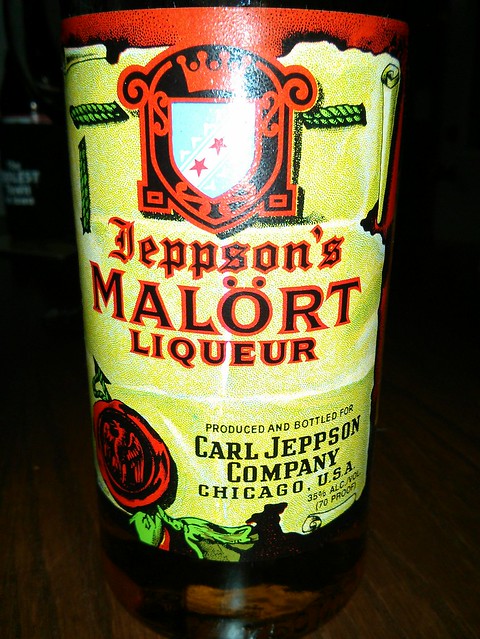 Jeppson's
MALÖRT
LIQUEUR
PRODUCED AND BOTTLED FOR
CARL JEPPSON
COMPANY
CHICAGO, U.S.A.
35% ALC./VOL.
(70 PROOF)